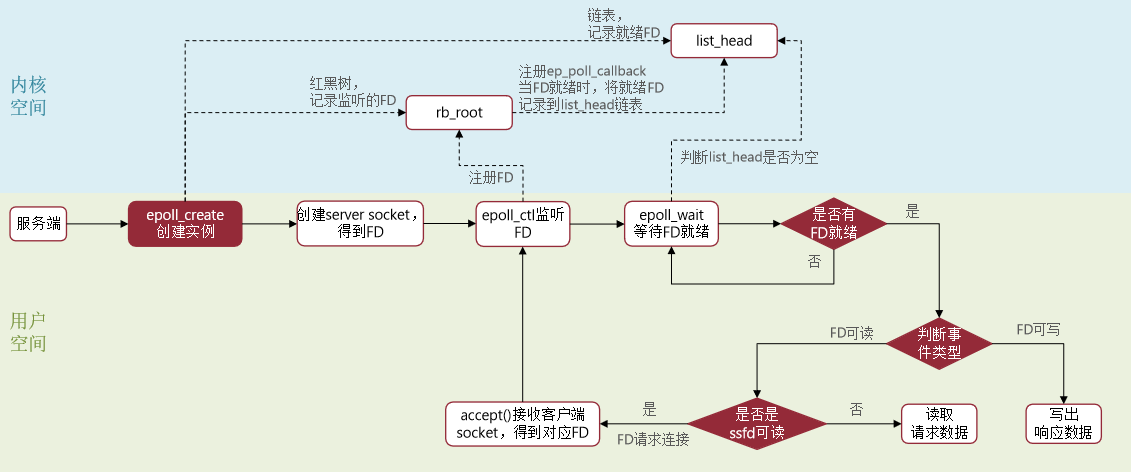 链表，
记录就绪FD
list_head
内核
空间
红黑树，
记录监听的FD
rb_root
注册ep_poll_callback
当FD就绪时，将就绪FD
记录到list_head链表
注册FD
判断list_head是否为空
服务端
epoll_create
创建实例
创建server socket，
得到FD
epoll_ctl监听
FD
epoll_wait
等待FD就绪
是否有
FD就绪
是
否
用户
空间
判断事
件类型
FD可读
FD可写
accept()接收客户端
socket，得到对应FD
是
FD请求连接
是否是
ssfd可读
否
读取
请求数据
写出
响应数据